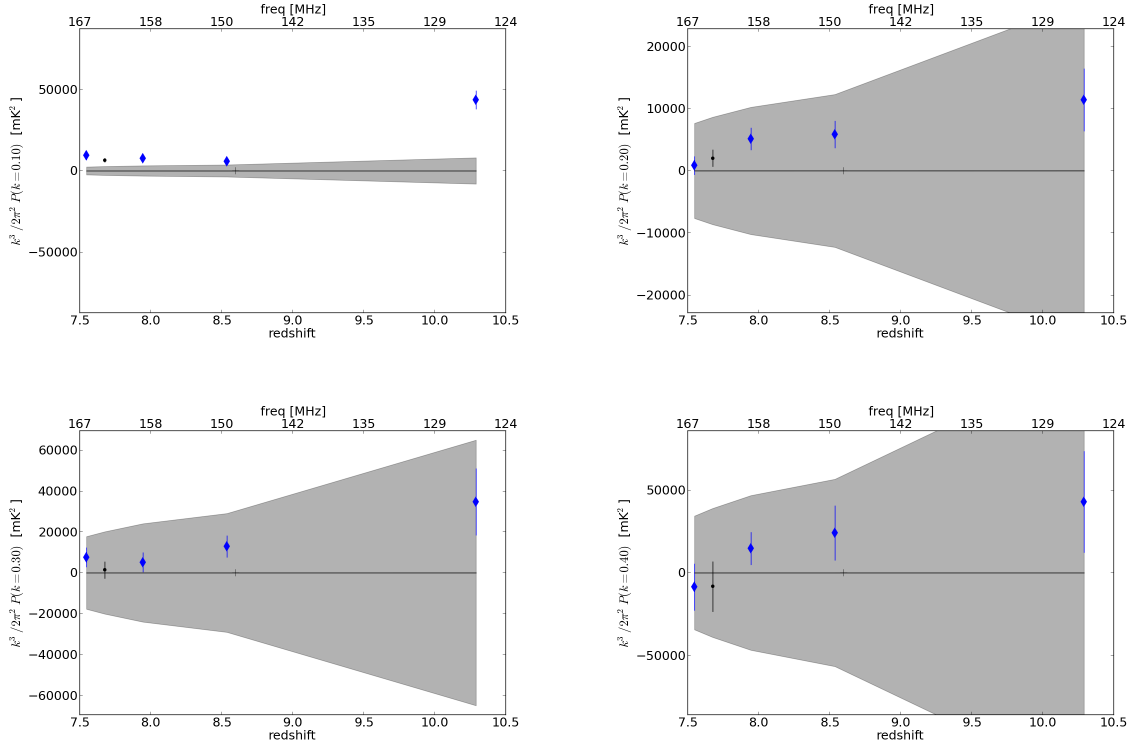 freq [MHz]
167 158 150 142 135 129 124
k³/2π² P(k=0.10) [mK²]
50000
0
−50000
7.5 8.0 8.5 9.0 9.5 10.0 10.5
redshift
freq [MHz]
167 158 150 142 135 129 124
k³/2π² P(k=0.20) [mK²]
20000
10000
0
−10000
−20000
7.5 8.0 8.5 9.0 9.5 10.0 10.5
redshift
freq [MHz]
167 158 150 142 135 129 124
k³/2π² P(k=0.30) [mK²]
60000
40000
20000
0
−20000
−40000
−60000
7.5 8.0 8.5 9.0 9.5 10.0 10.5
redshift
freq [MHz]
167 158 150 142 135 129 124
k³/2π² P(k=0.40) [mK²]
50000
0
−50000
7.5 8.0 8.5 9.0 9.5 10.0 10.5
redshift